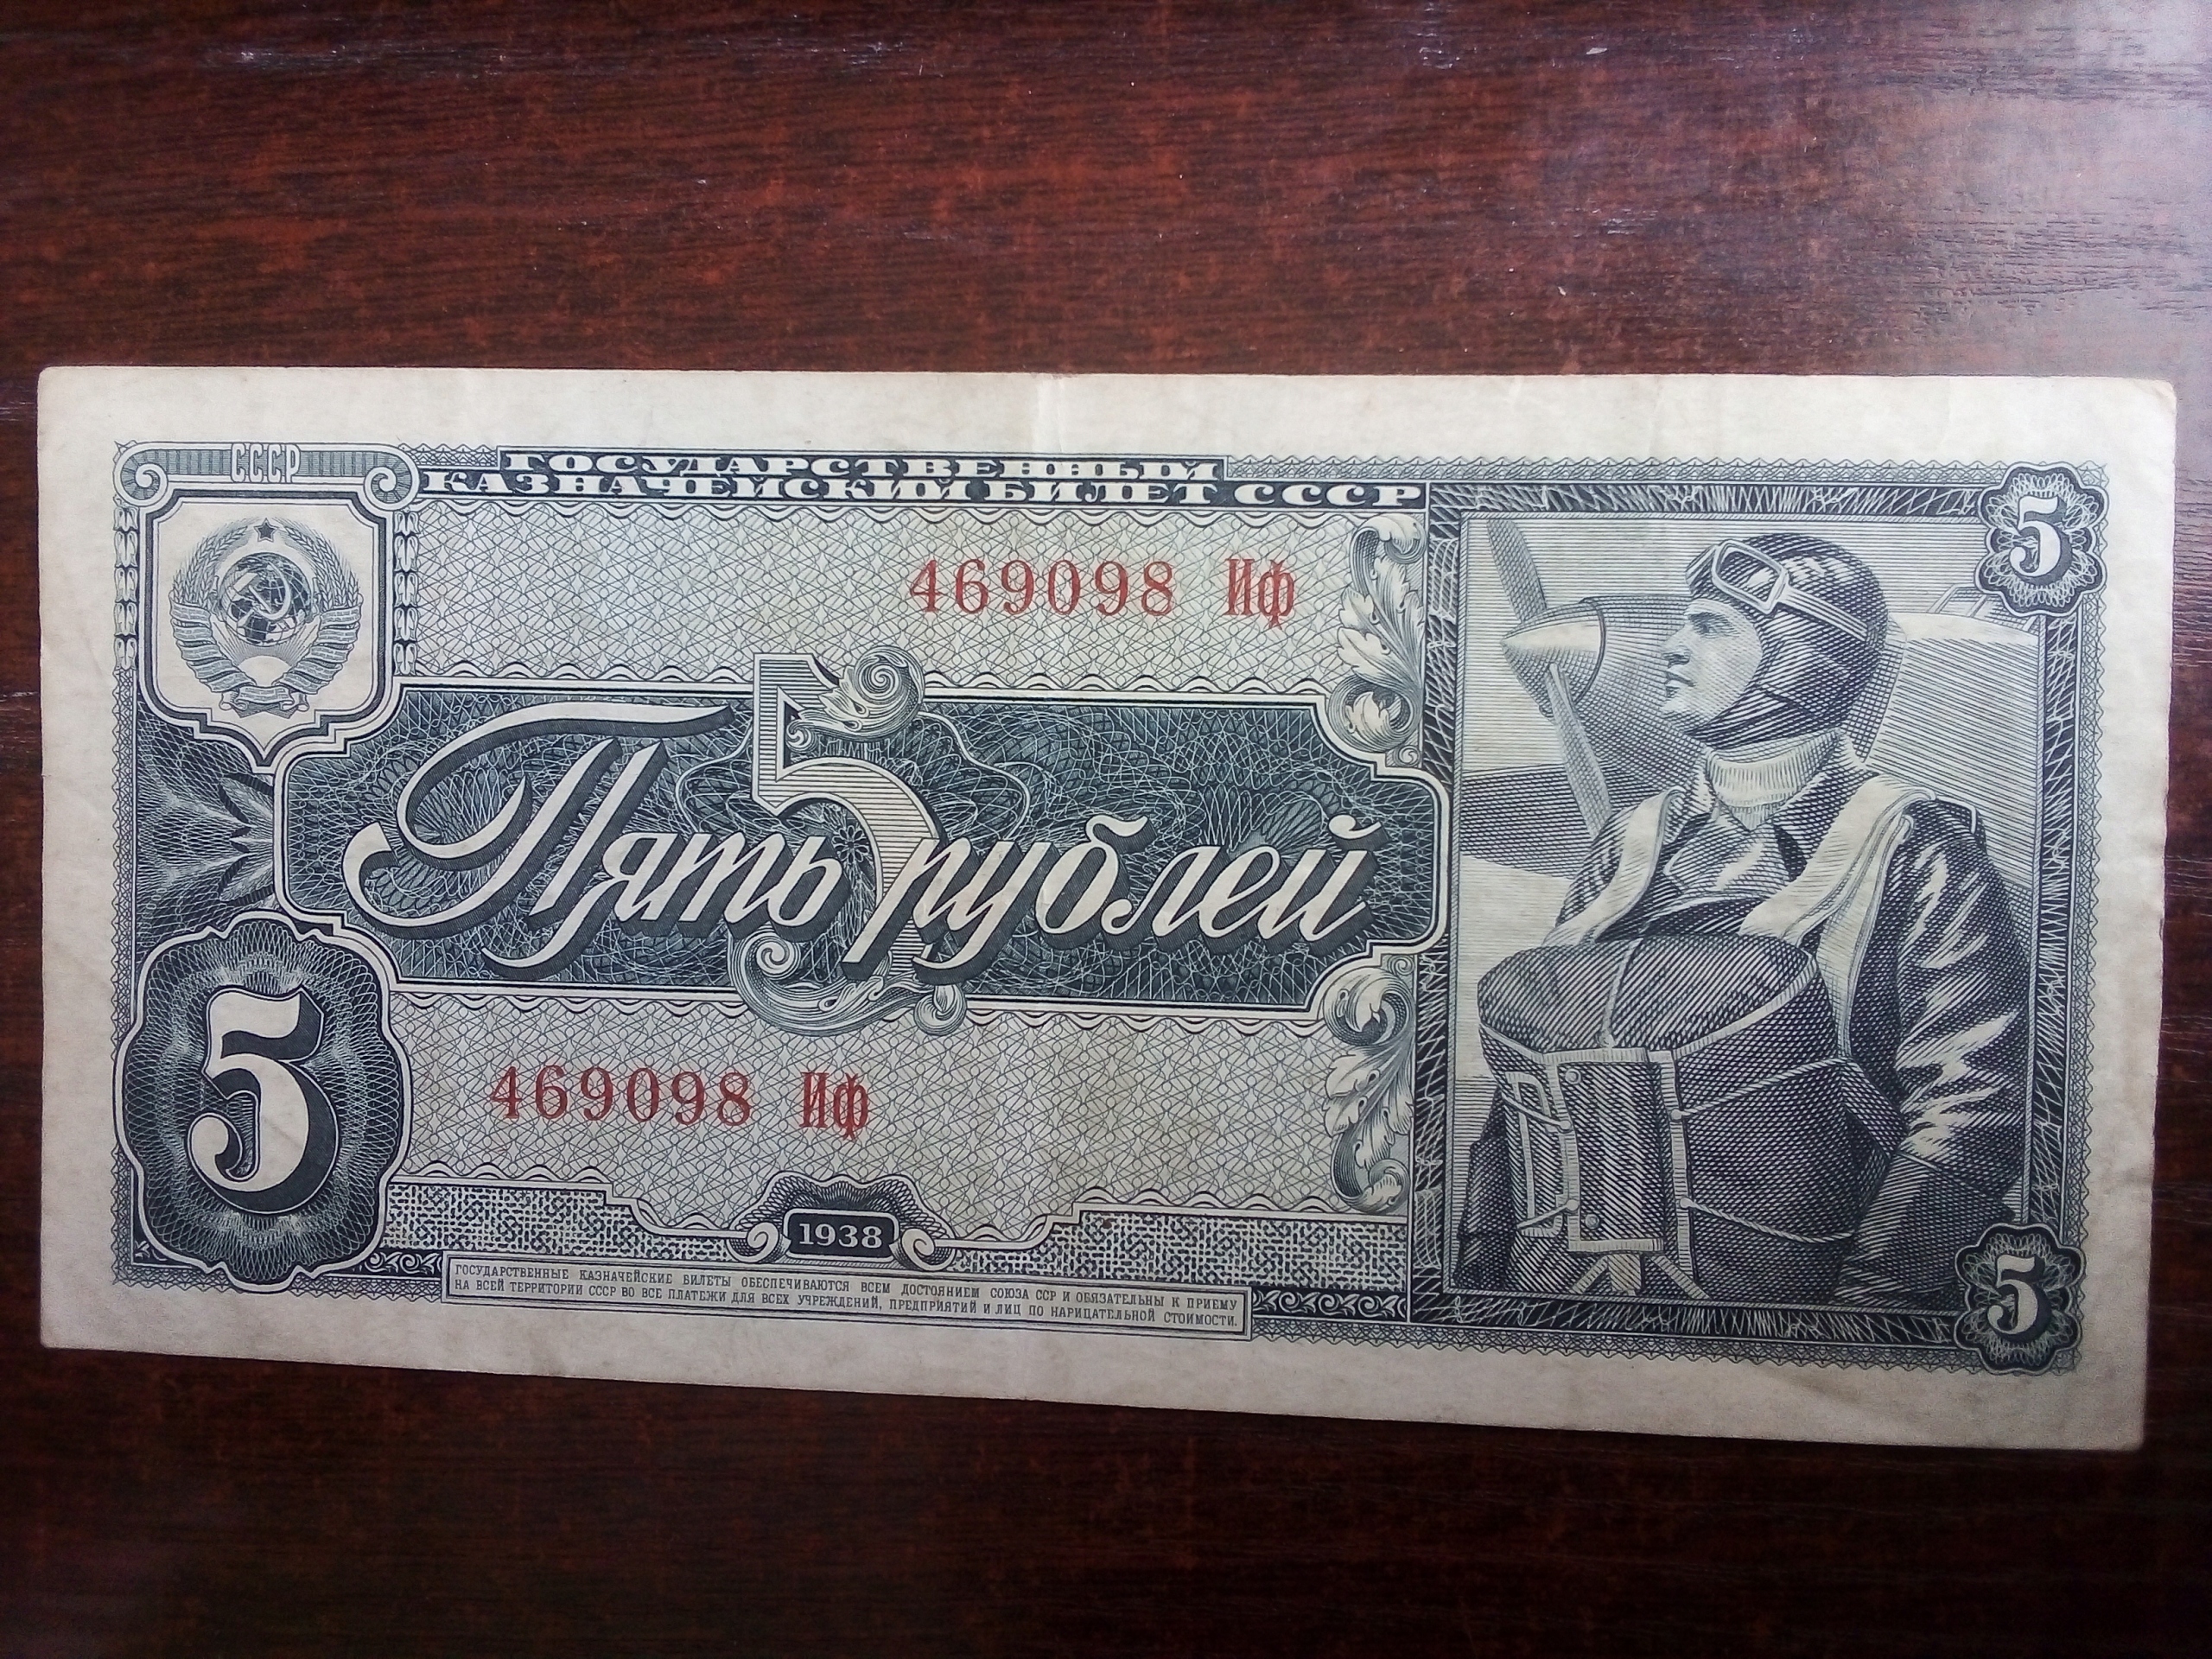 СССР
ГОСУДАРСТВЕННЫЙ
КАЗНАЧЕЙСКИЙ БИЛЕТ СССР
5
469098 Иф
5
Пять рублей
469098 Иф
5
1938
ГОСУДАРСТВЕННЫЕ КАЗНАЧЕЙСКИЕ БИЛЕТЫ ОБЕСПЕЧИВАЮТСЯ ВСЕМ ДОСТОЯНИЕМ СОЮЗА ССР И ОБЯЗАТЕЛЬНЫ К ПРИЕМУ
НА ВСЕЙ ТЕРРИТОРИИ СССР ВО ВСЕ ПЛАТЕЖИ ДЛЯ ВСЕХ УЧРЕЖДЕНИЙ, ПРЕДПРИЯТИЙ И ЛИЦ ПО НАРИЦАТЕЛЬНОЙ СТОИМОСТИ.
5